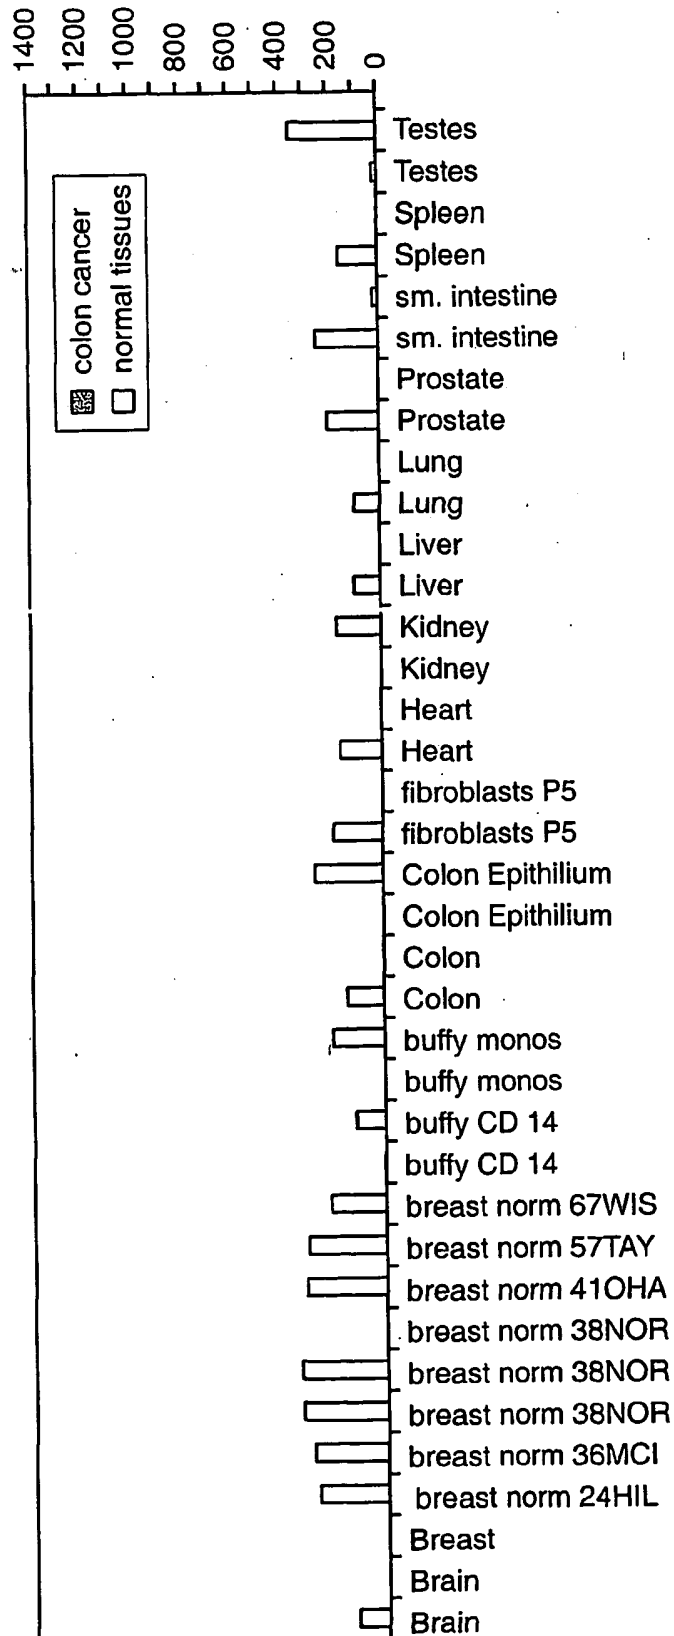 1400
1200
1000
800
600
400
200
0
colon cancer
normal tissues
Testes
Testes
Spleen
Spleen
sm. intestine
sm. intestine
Prostate
Prostate
Lung
Lung
Liver
Liver
Kidney
Kidney
Heart
Heart
fibroblasts P5
fibroblasts P5
Colon Epithilium
Colon Epithilium
Colon
Colon
buffy monos
buffy monos
buffy CD 14
buffy CD 14
breast norm 67WIS
breast norm 57TAY
breast norm 41OHA
breast norm 38NOR
breast norm 38NOR
breast norm 38NOR
breast norm 36MCI
breast norm 24HIL
Breast
Brain
Brain